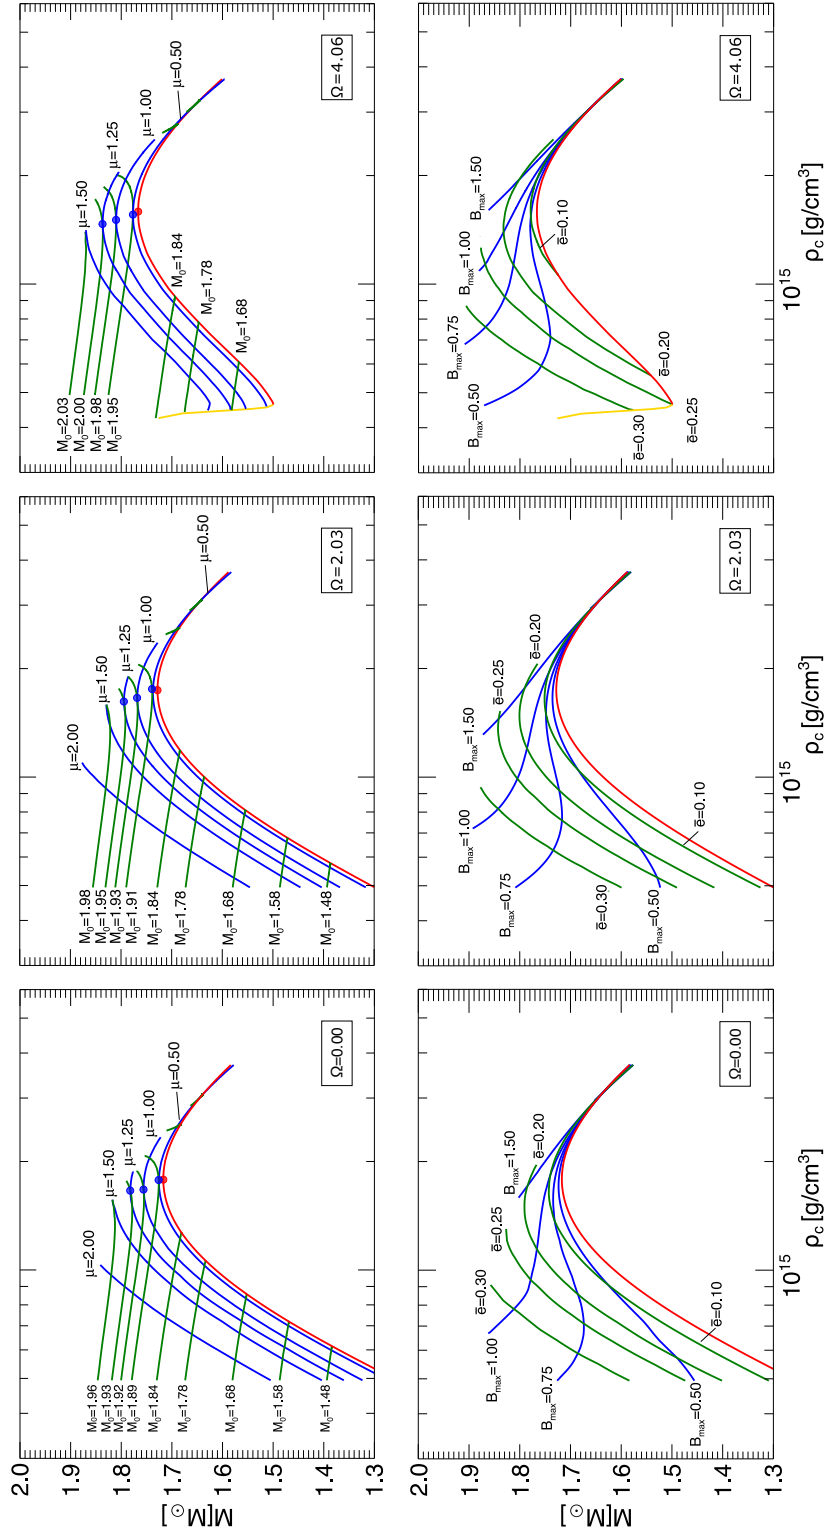 M[M☉]
2.0
1.9
1.8
1.7
1.6
1.5
1.4
1.3
M₀=1.96
M₀=1.93
M₀=1.92
M₀=1.89
M₀=1.84
M₀=1.78
M₀=1.68
M₀=1.58
M₀=1.48
μ=2.00
μ=1.50
μ=1.25
μ=1.00
μ=0.50
Ω=0.00
M₀=1.98
M₀=1.95
M₀=1.93
M₀=1.91
M₀=1.84
M₀=1.78
M₀=1.68
M₀=1.58
M₀=1.48
μ=2.00
μ=1.50
μ=1.25
μ=1.00
μ=0.50
Ω=2.03
M₀=2.03
M₀=2.00
M₀=1.98
M₀=1.95
M₀=1.84
M₀=1.78
M₀=1.68
μ=1.50
μ=1.25
μ=1.00
μ=0.50
Ω=4.06
M[M☉]
2.0
1.9
1.8
1.7
1.6
1.5
1.4
1.3
B_max=1.00
ē=0.30
ē=0.25
B_max=1.50
ē=0.20
B_max=0.75
B_max=0.50
ē=0.10
Ω=0.00
B_max=1.00
B_max=1.50
ē=0.25
ē=0.20
B_max=0.75
ē=0.30
B_max=0.50
ē=0.10
Ω=2.03
B_max=0.75
B_max=1.00
B_max=1.50
B_max=0.50
ē=0.10
ē=0.30
ē=0.20
ē=0.25
Ω=4.06
10¹⁵
10¹⁵
10¹⁵
ρ_c [g/cm³]
ρ_c [g/cm³]
ρ_c [g/cm³]